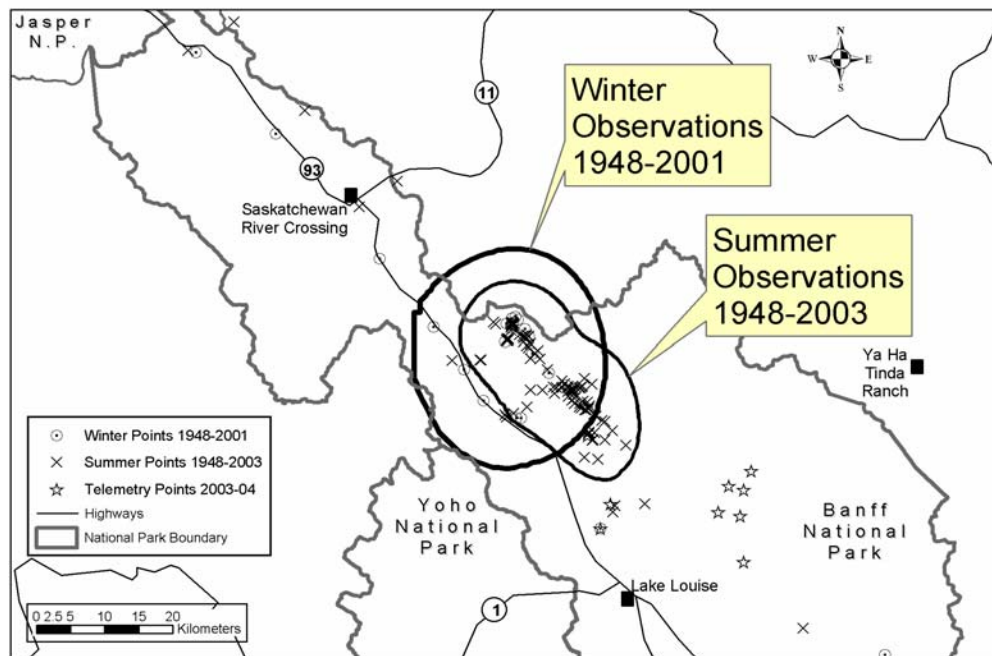 Jasper
N.P.
N
W E
S
11
Winter
Observations
1948-2001
93
Saskatchewan
River Crossing
Summer
Observations
1948-2003
Ya Ha
Tinda
Ranch
Winter Points 1948-2001
Summer Points 1948-2003
Telemetry Points 2003-04
Highways
National Park Boundary
Yoho
National
Park
Banff
National
Park
Lake Louise
1
0 2.5 5 10 15 20
Kilometers